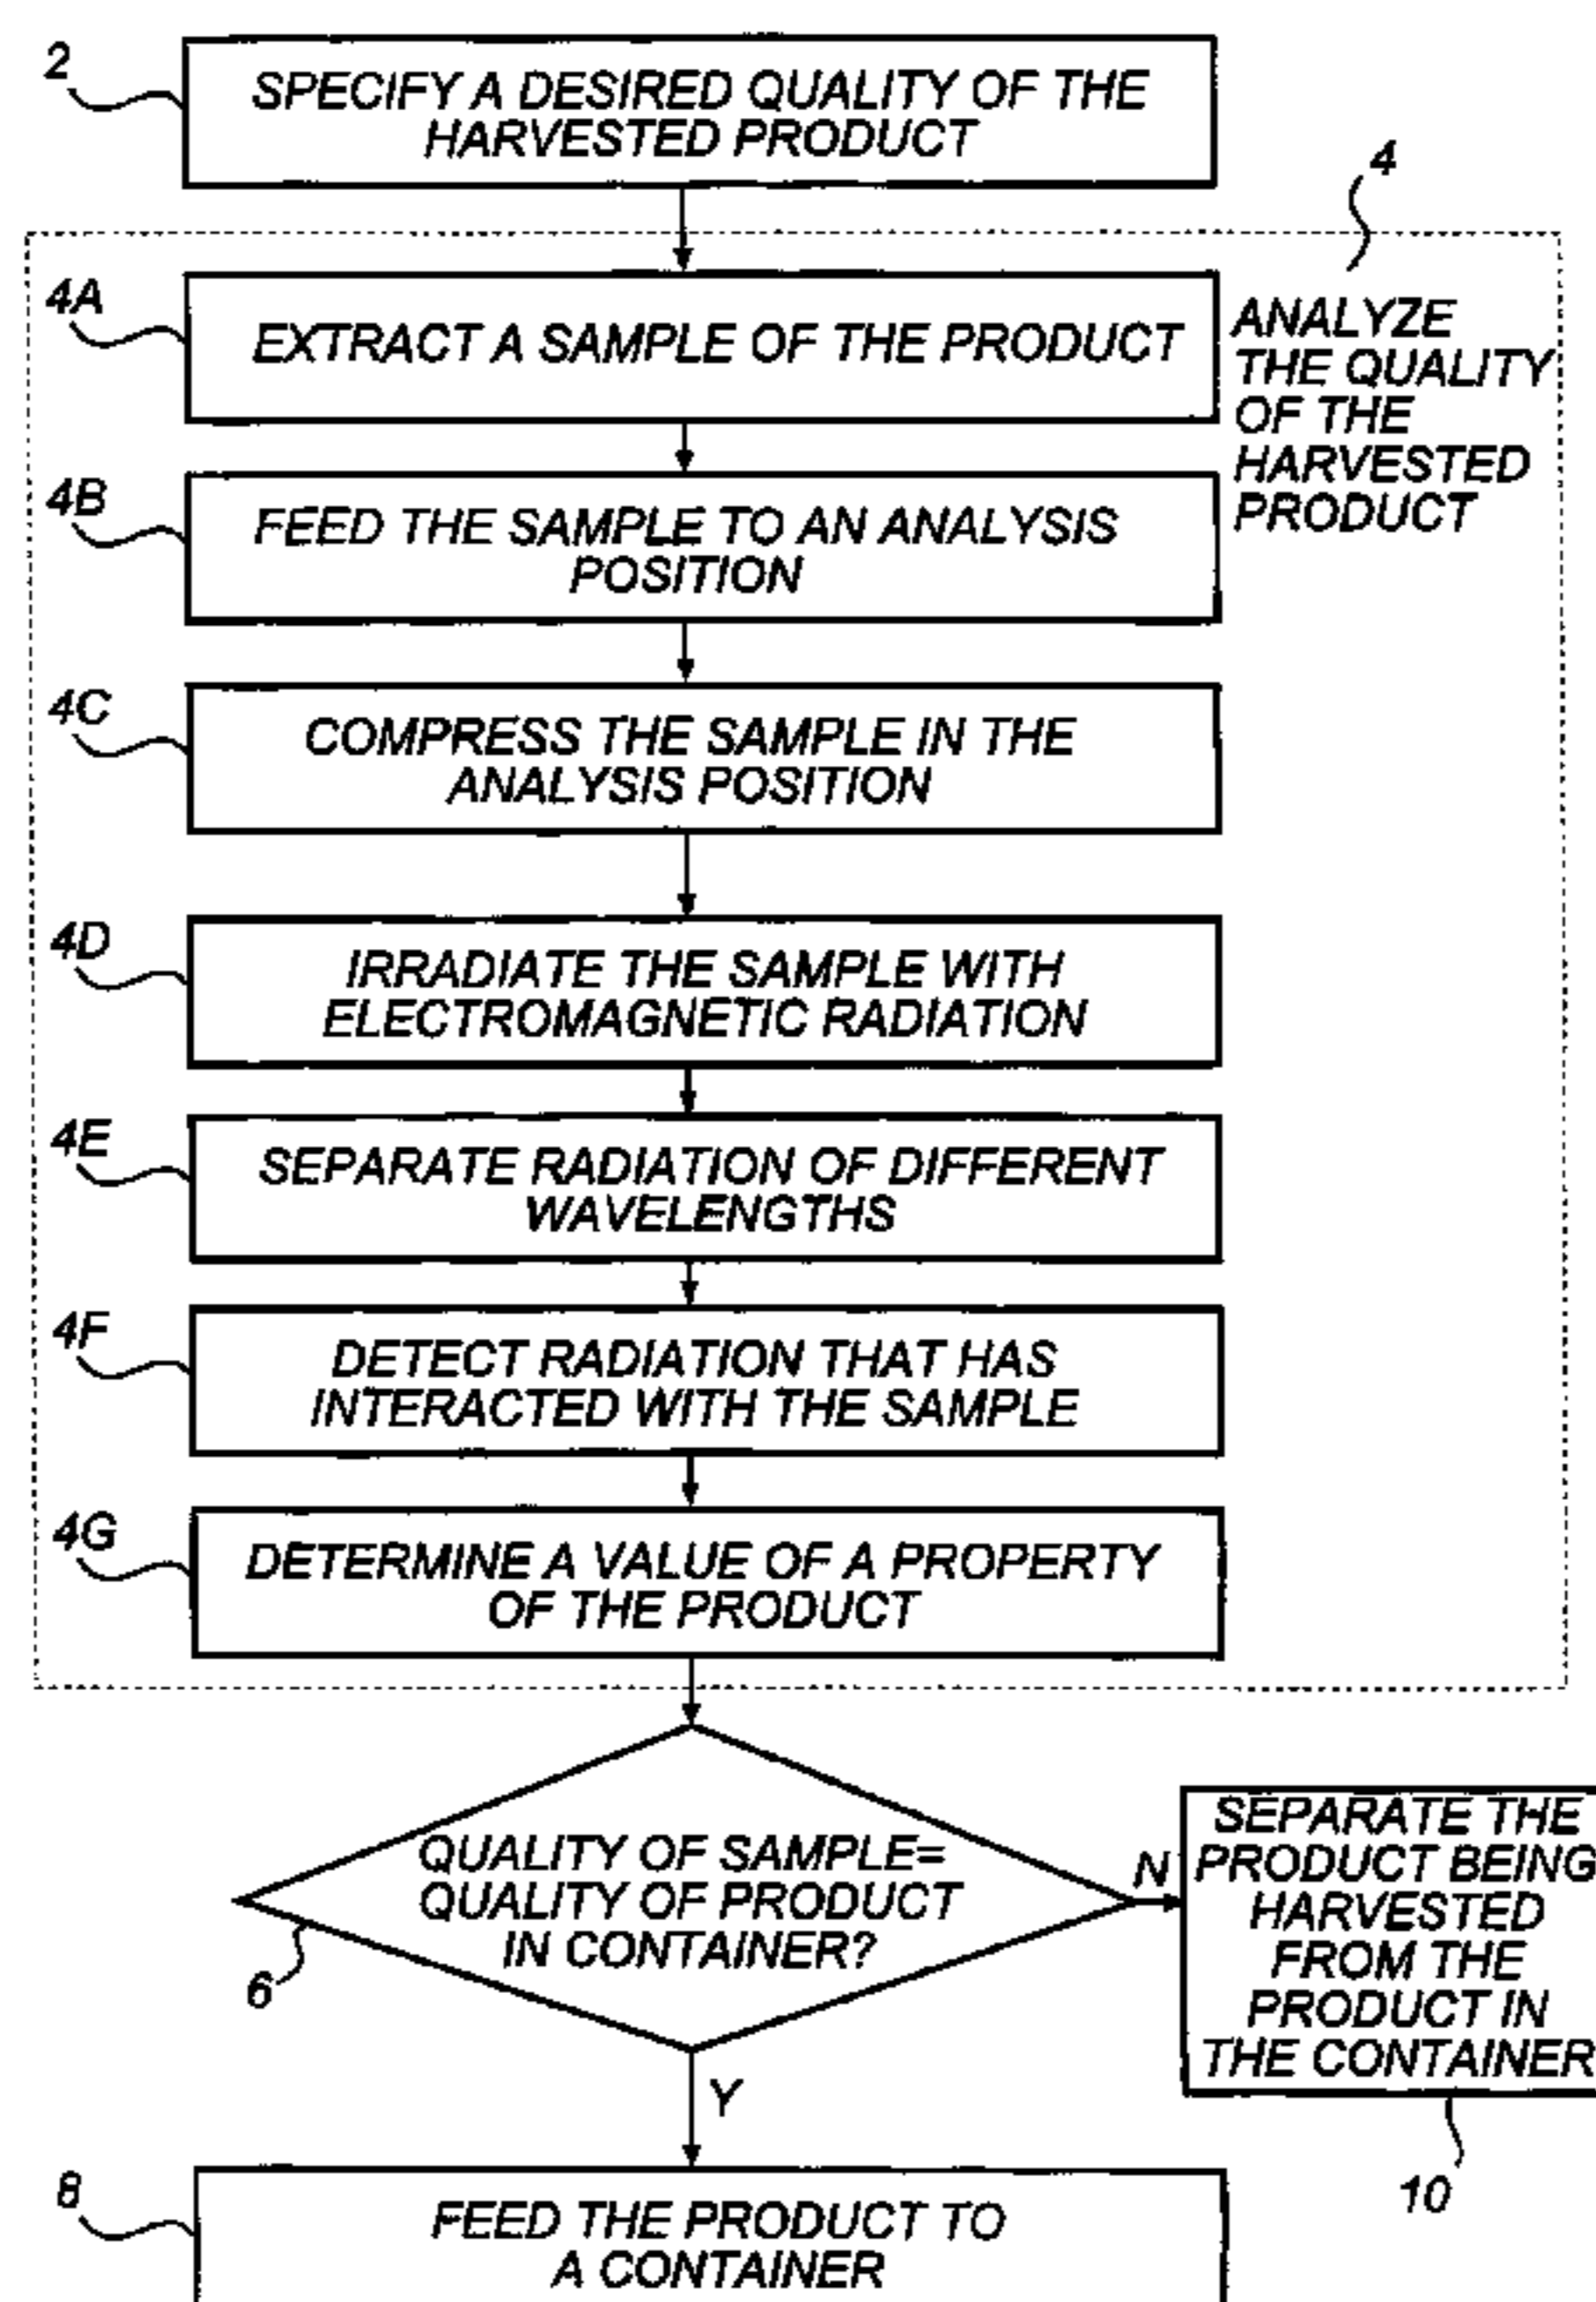 2
SPECIFY A DESIRED QUALITY OF THE
HARVESTED PRODUCT
4
4A
EXTRACT A SAMPLE OF THE PRODUCT
ANALYZE
THE QUALITY
OF THE
HARVESTED
PRODUCT
4B
FEED THE SAMPLE TO AN ANALYSIS
POSITION
4C
COMPRESS THE SAMPLE IN THE
ANALYSIS POSITION
4D
IRRADIATE THE SAMPLE WITH
ELECTROMAGNETIC RADIATION
4E
SEPARATE RADIATION OF DIFFERENT
WAVELENGTHS
4F
DETECT RADIATION THAT HAS
INTERACTED WITH THE SAMPLE
4G
DETERMINE A VALUE OF A PROPERTY
OF THE PRODUCT
QUALITY OF SAMPLE=
QUALITY OF PRODUCT
IN CONTAINER?
6
N
SEPARATE THE
PRODUCT BEING
HARVESTED
FROM THE
PRODUCT IN
THE CONTAINER
10
Y
8
FEED THE PRODUCT TO
A CONTAINER